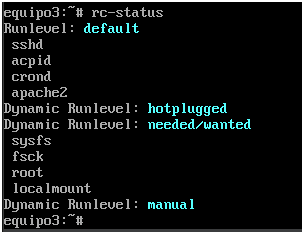 equipo3:~# rc-status
Runlevel: default
 sshd
 acpid
 crond
 apache2
Dynamic Runlevel: hotplugged
Dynamic Runlevel: needed/wanted
 sysfs
 fsck
 root
 localmount
Dynamic Runlevel: manual
equipo3:~#